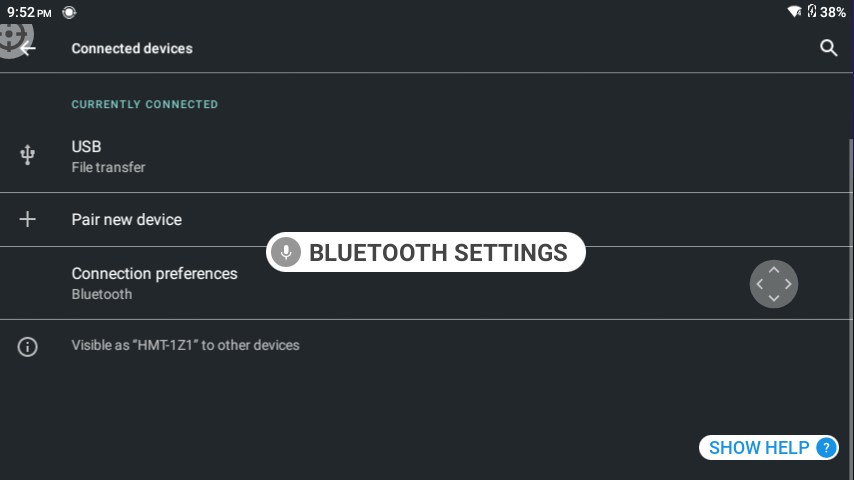 9:52 PM 38%
Connected devices
CURRENTLY CONNECTED
USB
File transfer
Pair new device
BLUETOOTH SETTINGS
Connection preferences
Bluetooth
Visible as “HMT-1Z1” to other devices
SHOW HELP ?